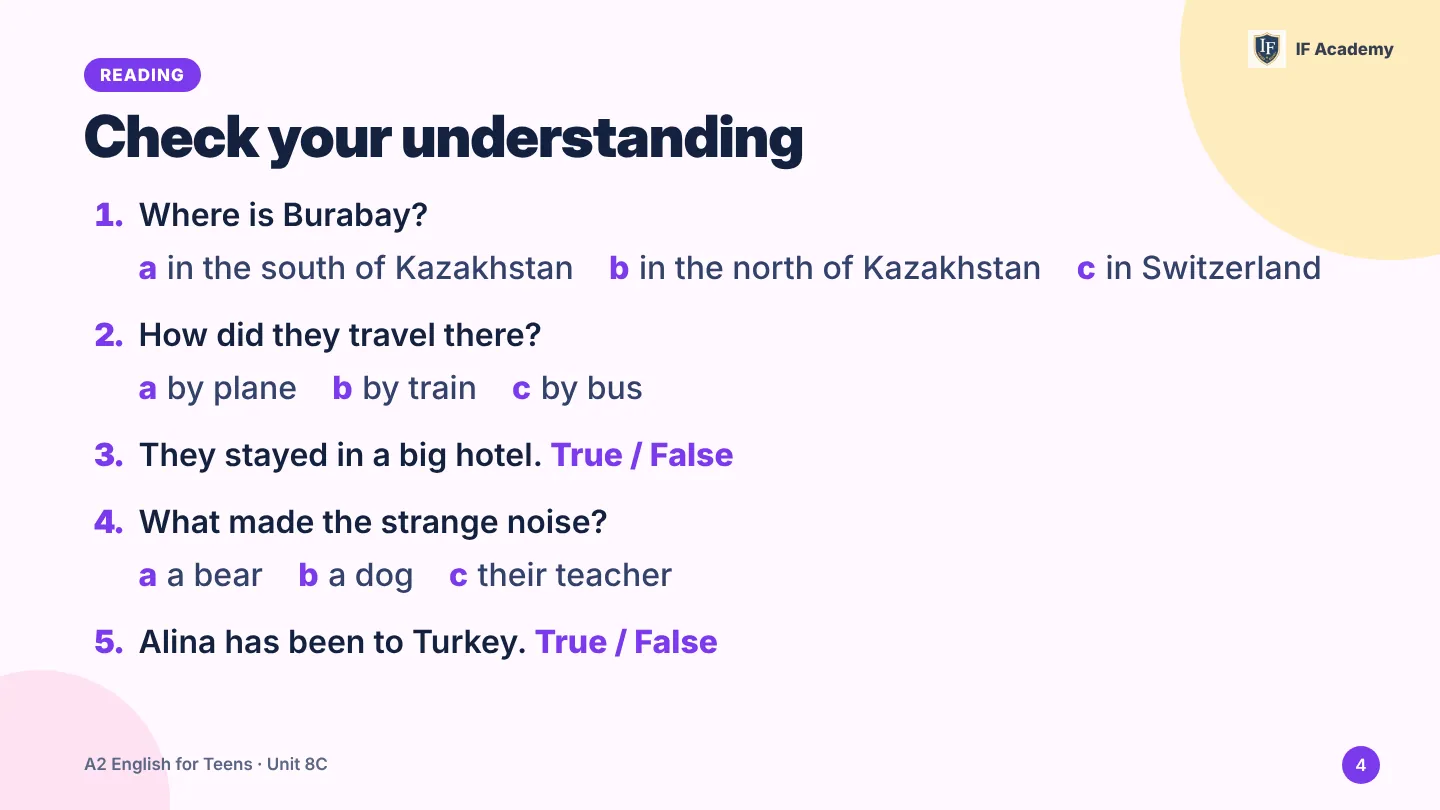 IF IF Academy
READING
Check your understanding
1. Where is Burabay?
a in the south of Kazakhstan b in the north of Kazakhstan c in Switzerland
2. How did they travel there?
a by plane b by train c by bus
3. They stayed in a big hotel. True / False
4. What made the strange noise?
a a bear b a dog c their teacher
5. Alina has been to Turkey. True / False
A2 English for Teens · Unit 8C
4